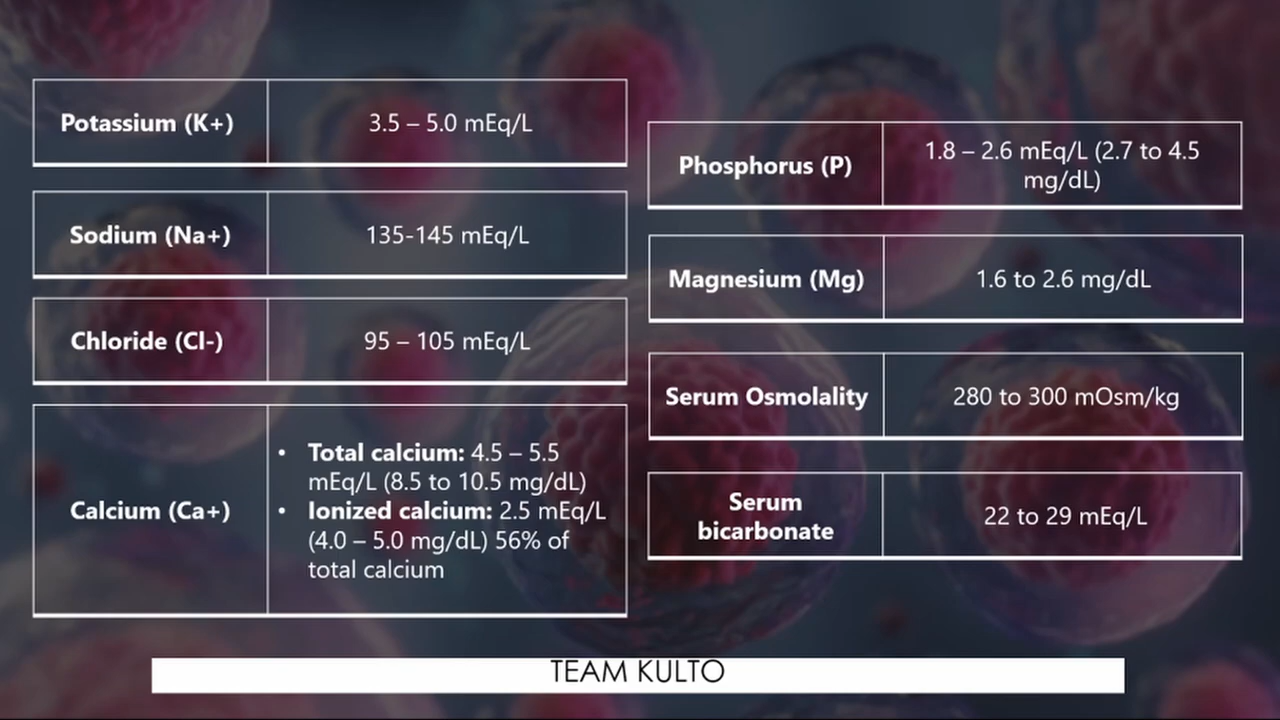 Potassium (K+)
3.5 – 5.0 mEq/L
Sodium (Na+)
135-145 mEq/L
Chloride (Cl-)
95 – 105 mEq/L
Calcium (Ca+)
• Total calcium: 4.5 – 5.5
mEq/L (8.5 to 10.5 mg/dL)
• Ionized calcium: 2.5 mEq/L
(4.0 – 5.0 mg/dL) 56% of
total calcium
Phosphorus (P)
1.8 – 2.6 mEq/L (2.7 to 4.5
mg/dL)
Magnesium (Mg)
1.6 to 2.6 mg/dL
Serum Osmolality
280 to 300 mOsm/kg
Serum
bicarbonate
22 to 29 mEq/L
TEAM KULTO